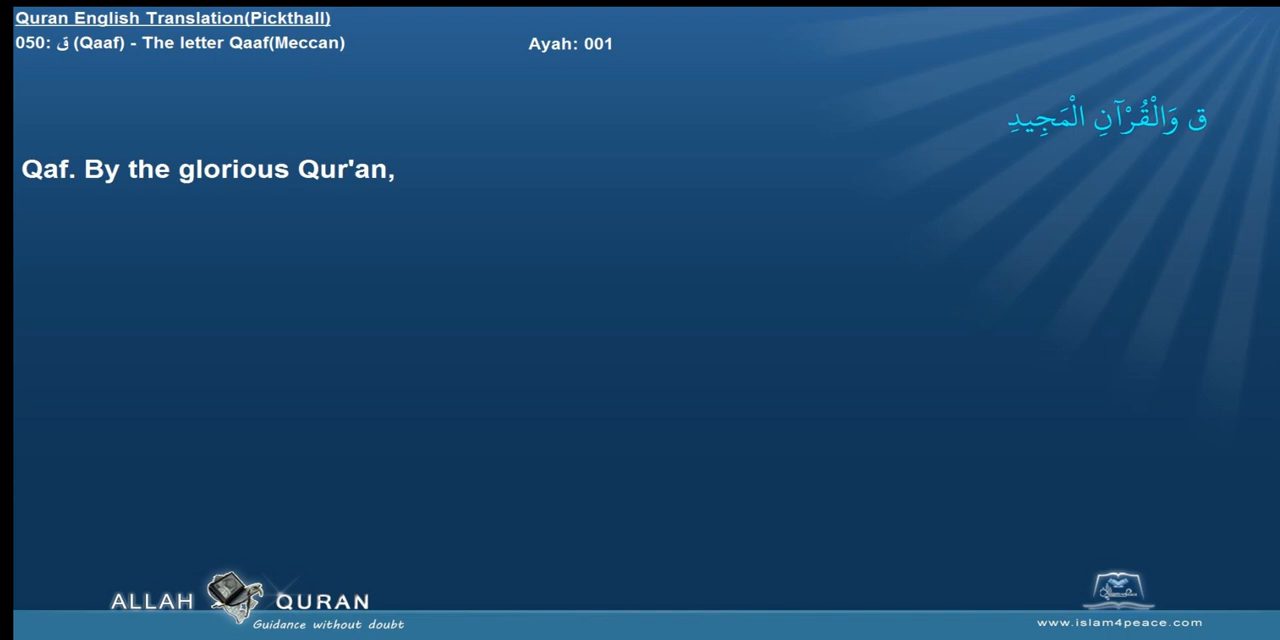 Quran English Translation(Pickthall)
050: ق (Qaaf) - The letter Qaaf(Meccan)
Ayah: 001
ق وَالْقُرْآنِ الْمَجِيدِ
Qaf. By the glorious Qur'an,
ALLAH QURAN
Guidance without doubt
www.islam4peace.com